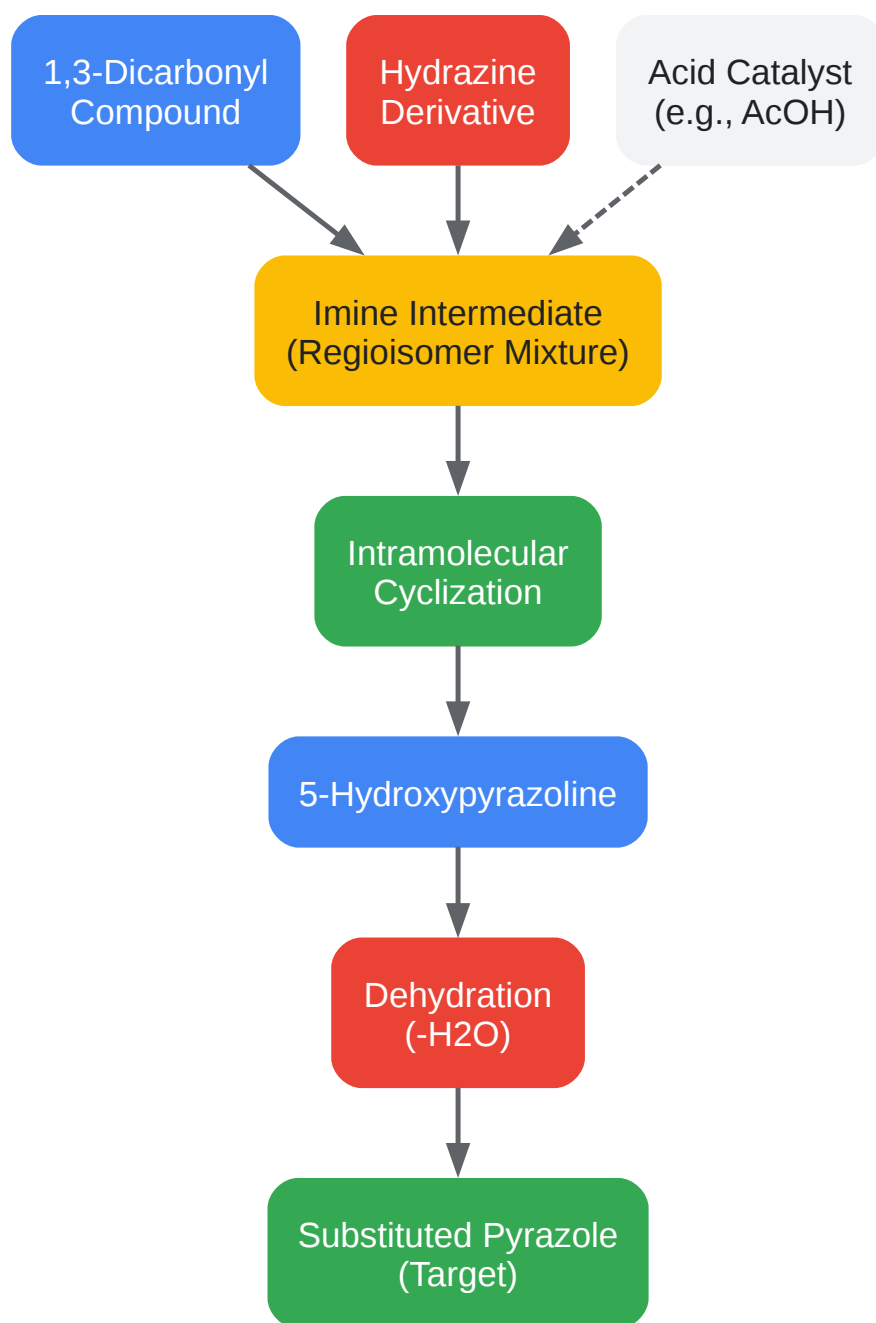 1,3-Dicarbonyl
Compound
Hydrazine
Derivative
Acid Catalyst
(e.g., AcOH)
Imine Intermediate
(Regioisomer Mixture)
Intramolecular
Cyclization
5-Hydroxypyrazoline
Dehydration
(-H2O)
Substituted Pyrazole
(Target)